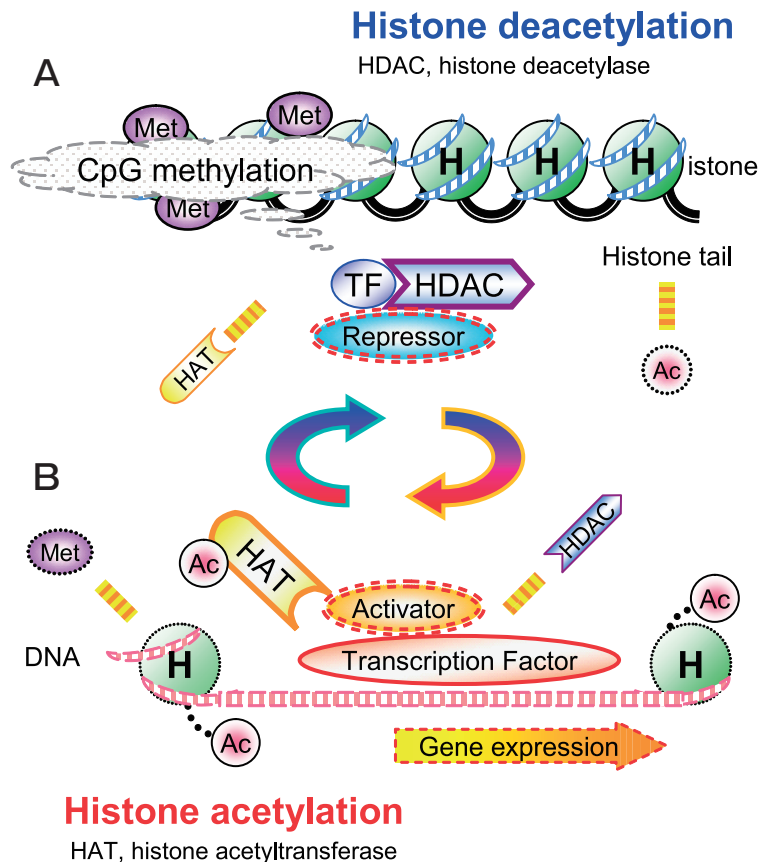 Histone deacetylation
HDAC, histone deacetylase
A
Met
Met
CpG methylation
H
H
H
istone
Met
Histone tail
TF
HDAC
Repressor
HAT
Ac
B
Met
Ac
HAT
HDAC
Activator
Ac
DNA
H
Transcription Factor
H
Ac
Gene expression
Histone acetylation
HAT, histone acetyltransferase